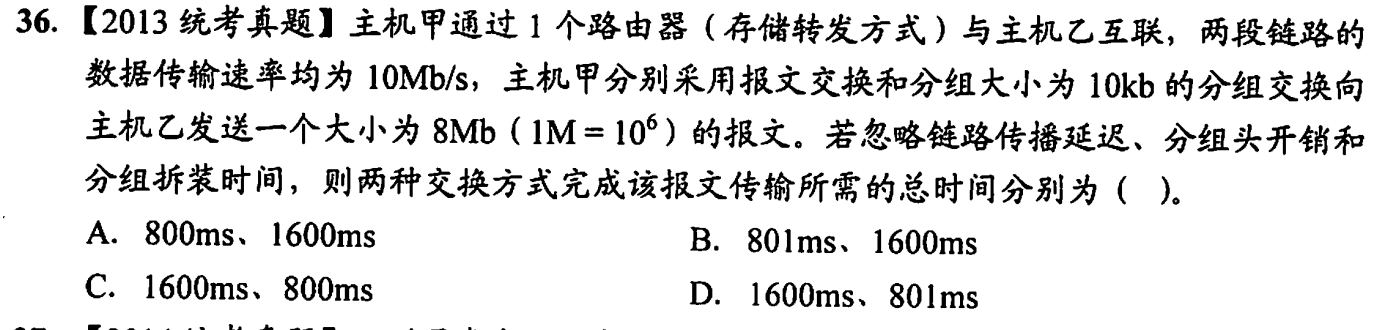 36. 【2013 统考真题】主机甲通过 1 个路由器（存储转发方式）与主机乙互联，两段链路的
数据传输速率均为 10Mb/s，主机甲分别采用报文交换和分组大小为 10kb 的分组交换向
主机乙发送一个大小为 8Mb（1M = 10⁶）的报文。若忽略链路传播延迟、分组头开销和
分组拆装时间，则两种交换方式完成该报文传输所需的总时间分别为（ ）。
A. 800ms、1600ms B. 801ms、1600ms
C. 1600ms、800ms D. 1600ms、801ms